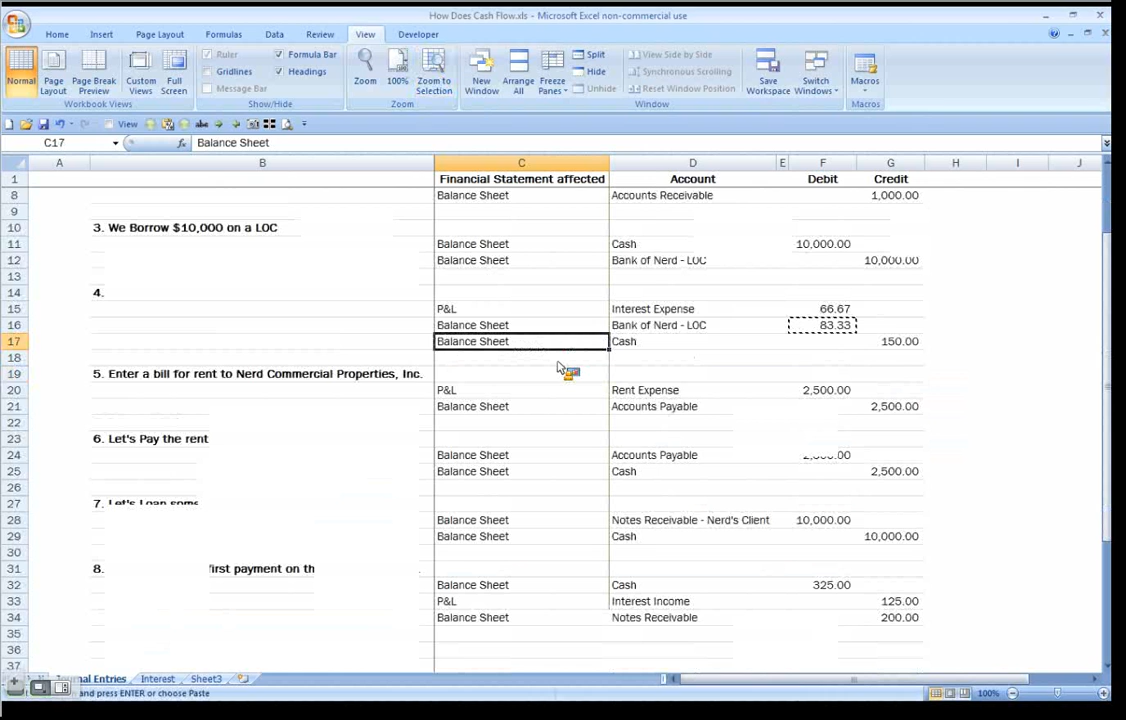 How Does Cash Flow.xls - Microsoft Excel non-commercial use
Home Insert Page Layout Formulas Data Review View Developer
Normal Page Layout Page Break Preview Custom Views Full Screen
Workbook Views
Ruler Formula Bar
Gridlines Headings
Message Bar
Show/Hide
Zoom 100% Zoom to Selection
Zoom
New Window Arrange All Freeze Panes
Split
Hide
Unhide
View Side by Side
Synchronous Scrolling
Reset Window Position
Window
Save Workspace Switch Windows
Macros
Macros
View abc
C17 fx Balance Sheet
A B C D E F G H I J
1 Financial Statement affected Account Debit Credit
8 Balance Sheet Accounts Receivable 1,000.00
9
10 3. We Borrow $10,000 on a LOC
11 Balance Sheet Cash 10,000.00
12 Balance Sheet Bank of Nerd - LOC 10,000.00
13
14 4.
15 P&L Interest Expense 66.67
16 Balance Sheet Bank of Nerd - LOC 83.33
17 Balance Sheet Cash 150.00
18
19 5. Enter a bill for rent to Nerd Commercial Properties, Inc.
20 P&L Rent Expense 2,500.00
21 Balance Sheet Accounts Payable 2,500.00
22
23 6. Let's Pay the rent
24 Balance Sheet Accounts Payable
25 Balance Sheet Cash 2,500.00
26
27 7. Let's Loan some
28 Balance Sheet Notes Receivable - Nerd's Client 10,000.00
29 Balance Sheet Cash 10,000.00
30
31 8. first payment on th
32 Balance Sheet Cash 325.00
33 P&L Interest Income 125.00
34 Balance Sheet Notes Receivable 200.00
35
36
37
nal Entries Interest Sheet3
and press ENTER or choose Paste 100%